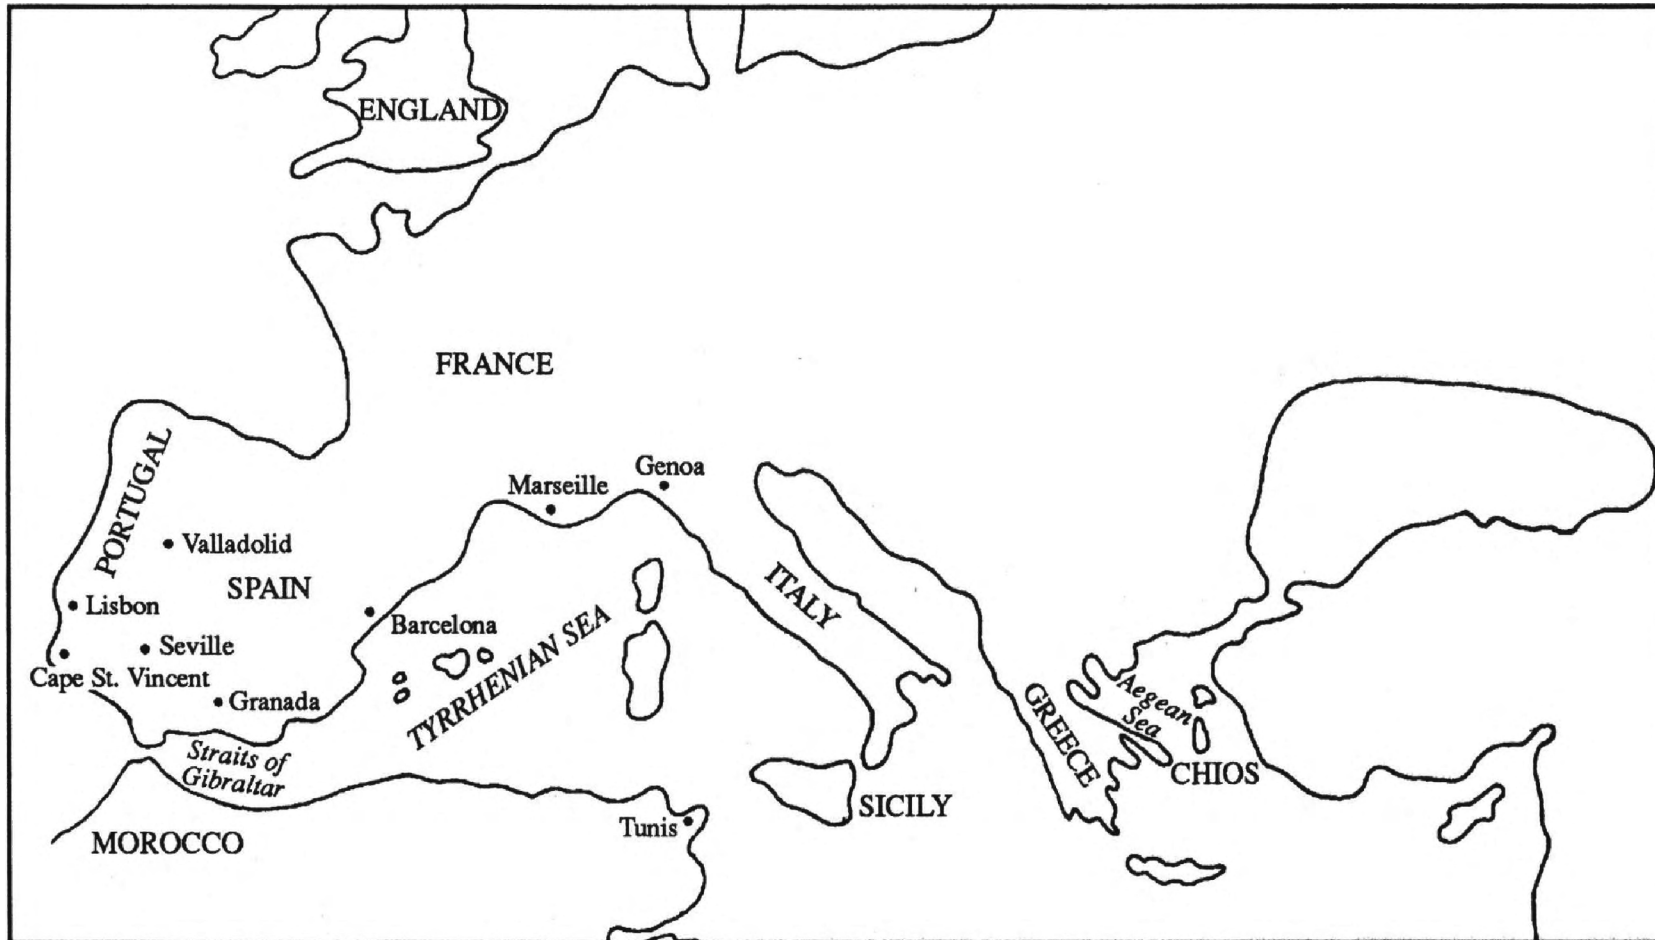 ENGLAND
FRANCE
PORTUGAL
Genoa
Marseille
Valladolid
SPAIN
ITALY
Lisbon
Barcelona
Seville
TYRRHENIAN SEA
Cape St. Vincent
Granada
GREECE
Aegean
Sea
Straits of
Gibraltar
CHIOS
SICILY
Tunis
MOROCCO